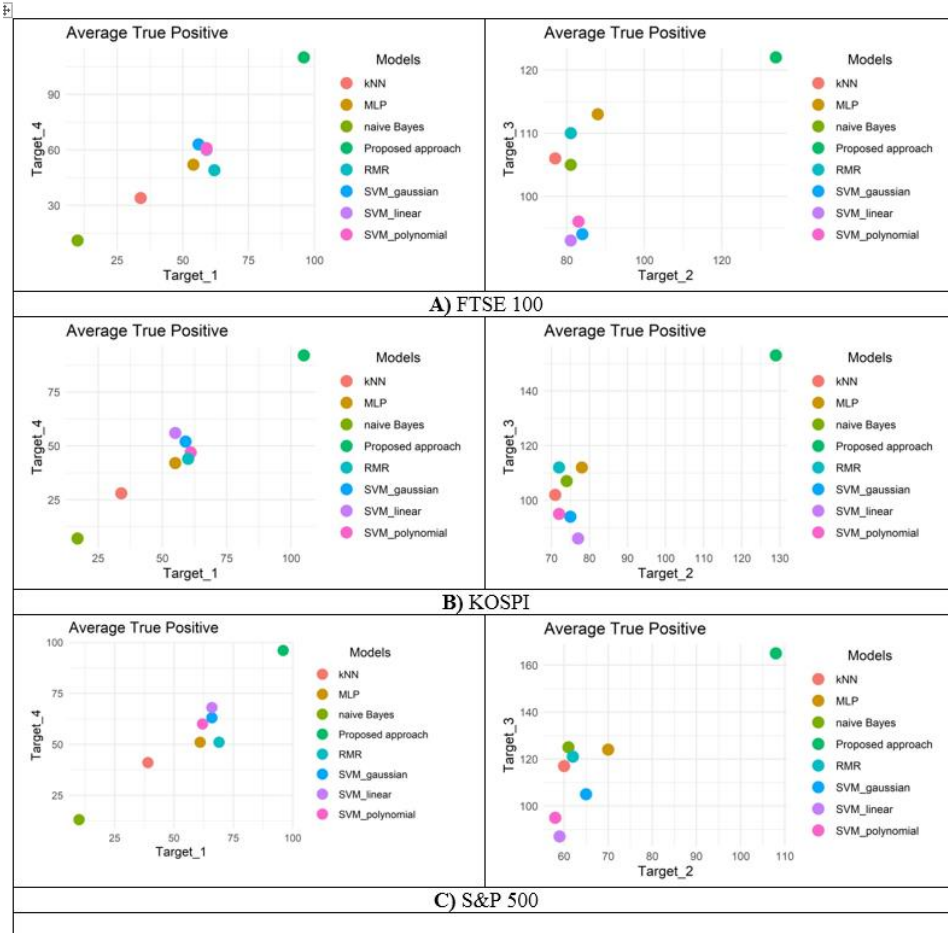 Average True Positive
Target_4
90
60
30
25
50
75
100
Target_1
Models
kNN
MLP
naive Bayes
Proposed approach
RMR
SVM_gaussian
SVM_linear
SVM_polynomial
Average True Positive
Target_3
120
110
100
80
100
120
Target_2
Models
kNN
MLP
naive Bayes
Proposed approach
RMR
SVM_gaussian
SVM_linear
SVM_polynomial
A) FTSE 100
Average True Positive
Target_4
75
50
25
25
50
75
100
Target_1
Models
kNN
MLP
naive Bayes
Proposed approach
RMR
SVM_gaussian
SVM_linear
SVM_polynomial
Average True Positive
Target_3
140
120
100
70
80
90
100
110
120
130
Target_2
Models
kNN
MLP
naive Bayes
Proposed approach
RMR
SVM_gaussian
SVM_linear
SVM_polynomial
B) KOSPI
Average True Positive
Target_4
100
75
50
25
25
50
75
100
Target_1
Models
kNN
MLP
naive Bayes
Proposed approach
RMR
SVM_gaussian
SVM_linear
SVM_polynomial
Average True Positive
Target_3
160
140
120
100
60
70
80
90
100
110
Target_2
Models
kNN
MLP
naive Bayes
Proposed approach
RMR
SVM_gaussian
SVM_linear
SVM_polynomial
C) S&P 500